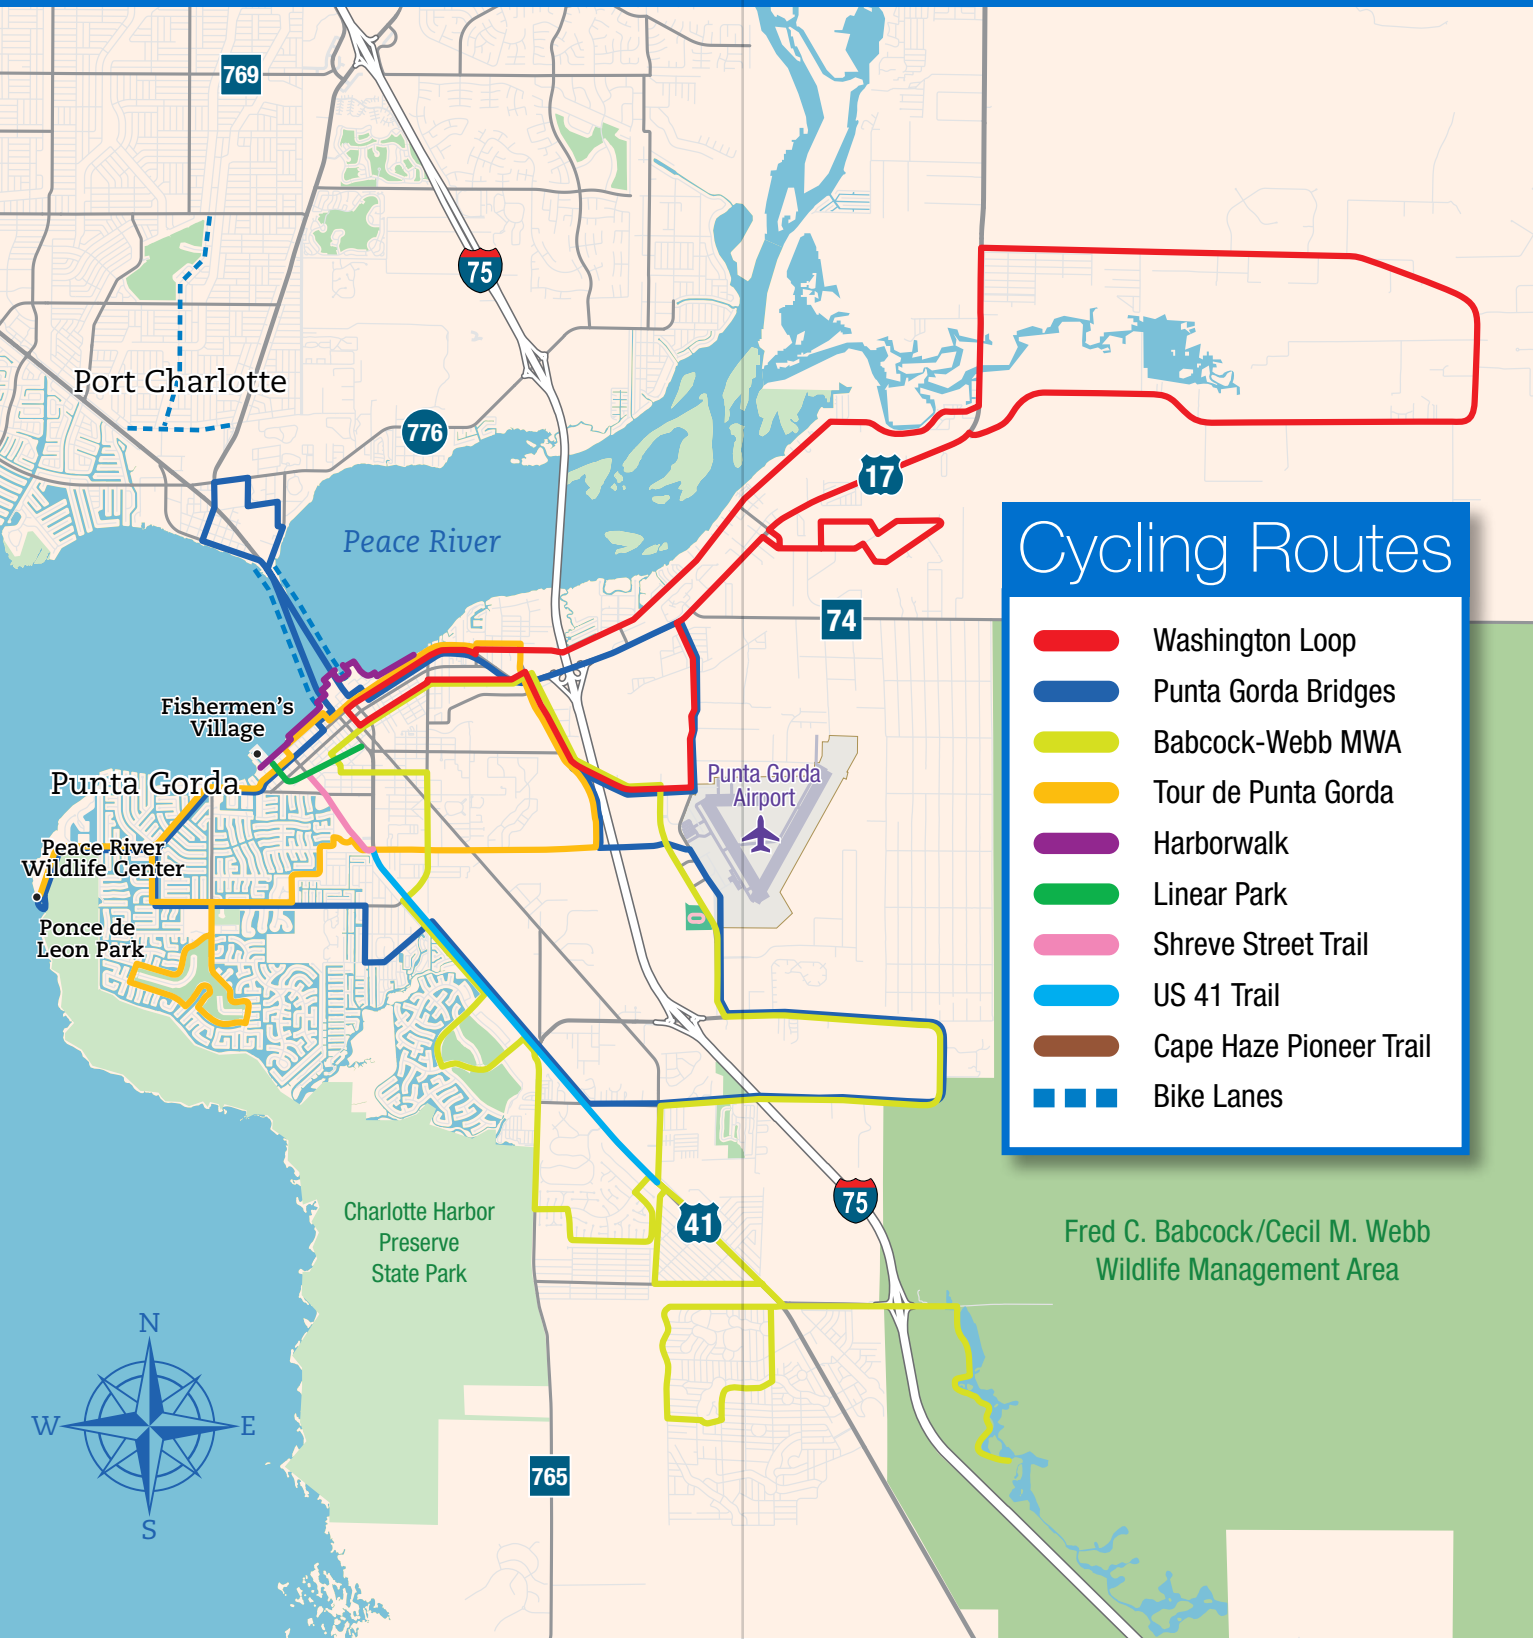 769
75
Port Charlotte
776
Peace River
17
Cycling Routes
Washington Loop
Punta Gorda Bridges
Babcock-Webb MWA
Tour de Punta Gorda
Harborwalk
Linear Park
Shreve Street Trail
US 41 Trail
Cape Haze Pioneer Trail
Bike Lanes
74
Fishermen's
Village
Punta Gorda
Punta Gorda
Airport
Peace River
Wildlife Center
0
Ponce de
Leon Park
75
41
Charlotte Harbor
Preserve
State Park
Fred C. Babcock/Cecil M. Webb
Wildlife Management Area
N
W
E
S
765